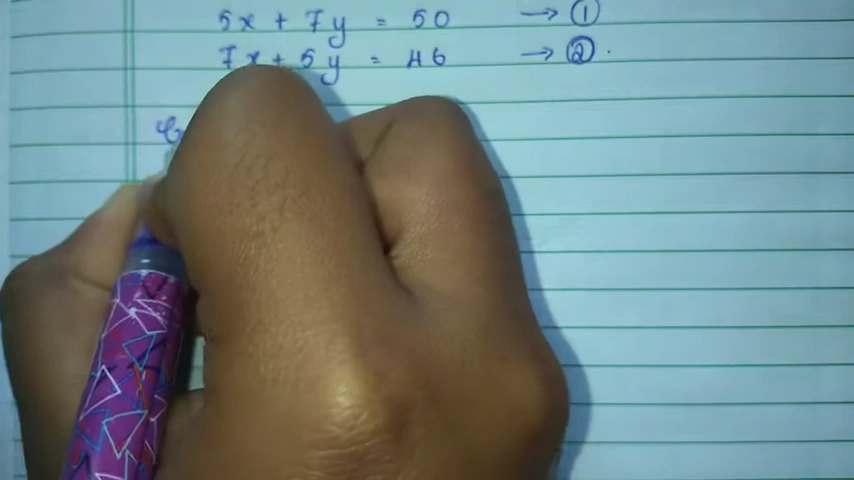 5x + 7y = 50 → ①
7x + 5y = 46 → ②.